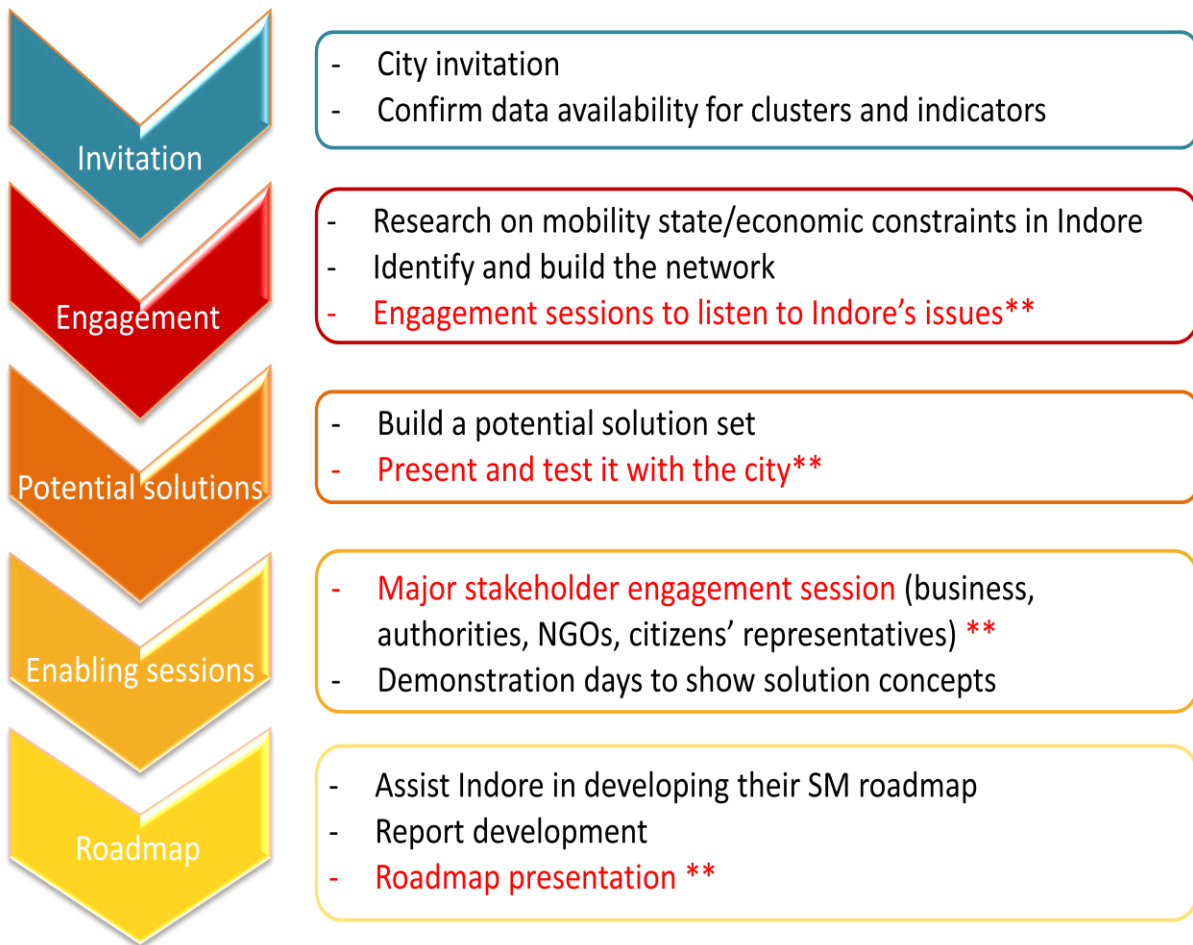 Invitation
- City invitation
- Confirm data availability for clusters and indicators
Engagement
- Research on mobility state/economic constraints in Indore
- Identify and build the network
- Engagement sessions to listen to Indore’s issues**
Potential solutions
- Build a potential solution set
- Present and test it with the city**
Enabling sessions
- Major stakeholder engagement session (business,
authorities, NGOs, citizens’ representatives) **
- Demonstration days to show solution concepts
Roadmap
- Assist Indore in developing their SM roadmap
- Report development
- Roadmap presentation **